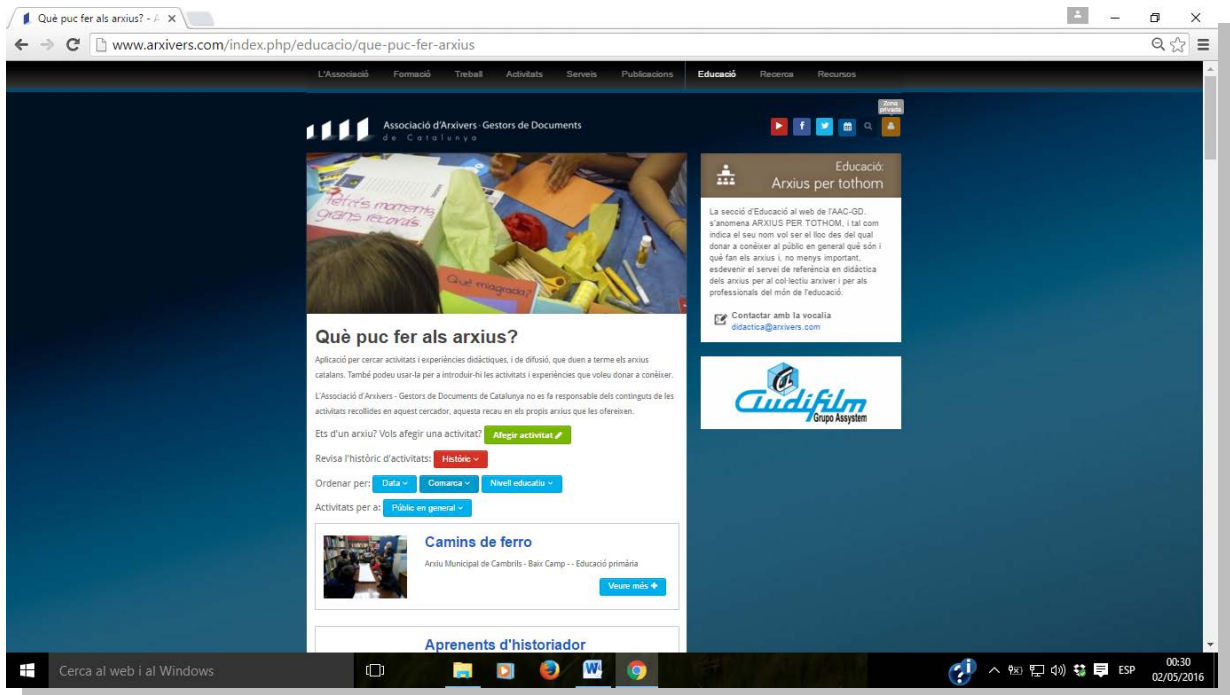 Què puc fer als arxius? - A
www.arxivers.com/index.php/educacio/que-puc-fer-arxius
L'Associació Formació Treball Activitats Serveis Publicacions Educació Recerca Recursos
Zona privada
Associació d'Arxivers · Gestors de Documents
de Catalunya
Petits moments
grans records.
Què m'agrada?
Què puc fer als arxius?
Aplicació per cercar activitats i experiències didàctiques, i de difusió, que duen a terme els arxius
catalans. També podeu usar-la per a introduir-hi les activitats i experiències que voleu donar a conèixer.
L'Associació d'Arxivers - Gestors de Documents de Catalunya no es fa responsable dels continguts de les
activitats recollides en aquest cercador, aquesta recau en els propis arxius que les ofereixen.
Ets d'un arxiu? Vols afegir una activitat? Afegir activitat
Revisa l'històric d'activitats: Històric
Ordenar per: Data Comarca Nivell educatiu
Activitats per a: Públic en general
Camins de ferro
Arxiu Municipal de Cambrils - Baix Camp - - Educació primària
Veure més
Aprenents d'historiador
Educació:
Arxius per tothom
La secció d'Educació al web de l'AAC-GD.
s'anomena ARXIUS PER TOTHOM, i tal com
indica el seu nom vol ser el lloc des del qual
donar a conèixer al públic en general què són i
què fan els arxius i, no menys important,
esdevenir el servei de referència en didàctica
dels arxius per al col·lectiu arxiver i per als
professionals del món de l'educació.
Contactar amb la vocalia
didactica@arxivers.com
Ciudifilm
Grupo Assystem
Cerca al web i al Windows
ESP
00:30
02/05/2016